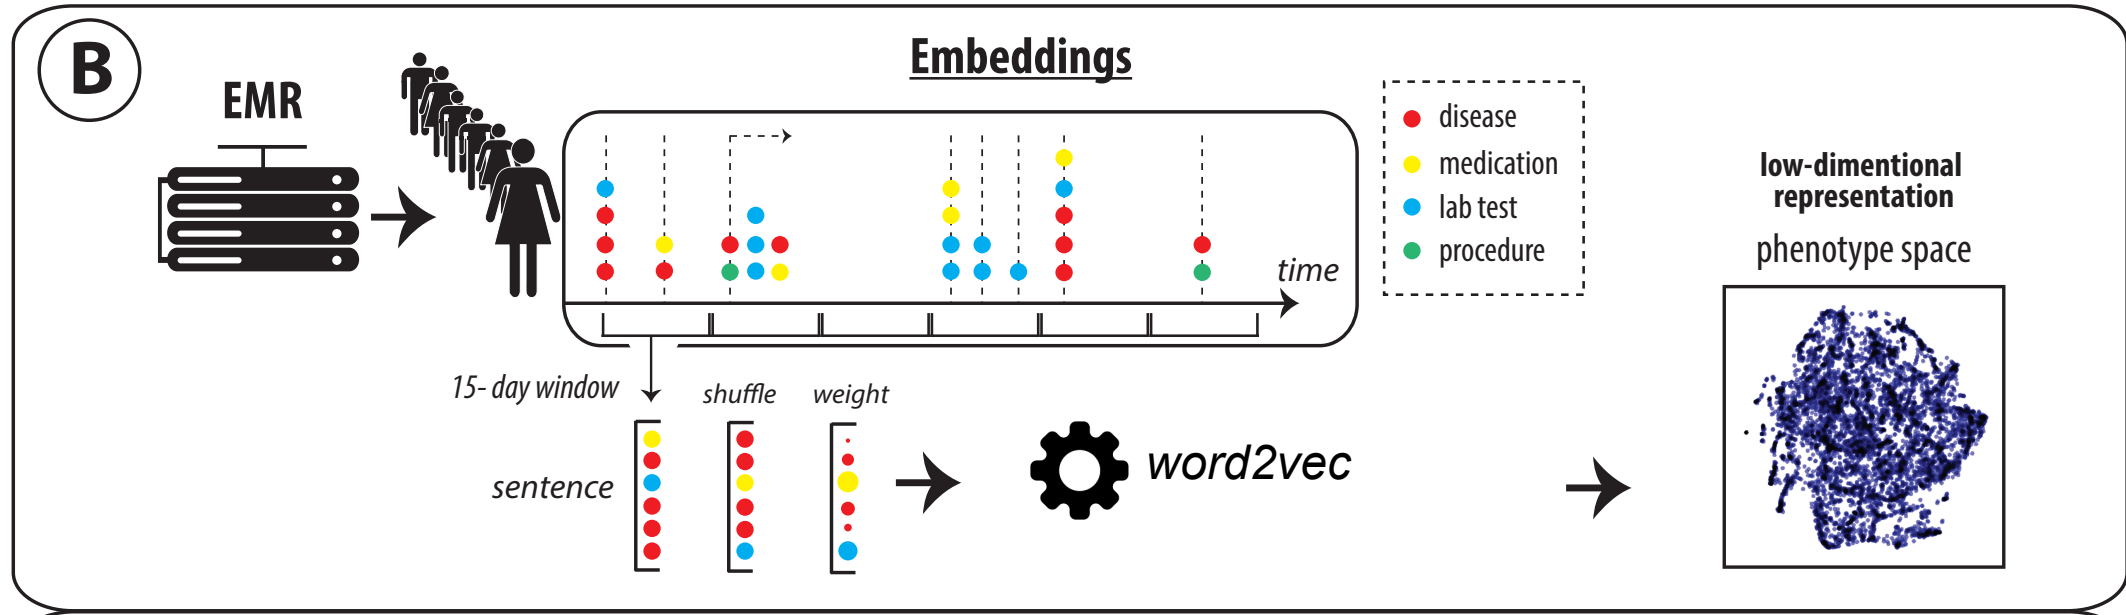 B
EMR
Embeddings
disease
medication
lab test
procedure
time
low-dimentional
representation
phenotype space
15- day window
shuffle
weight
sentence
word2vec